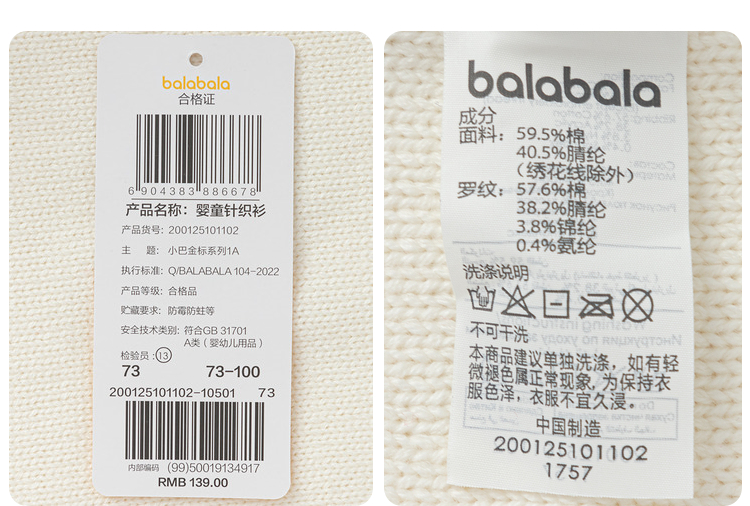 balabala
合格证
6 904383 886678
产品名称：婴童针织衫
产品货号：200125101102
主 题：小巴金标系列1A
执行标准：Q/BALABALA 104-2022
产品等级：合格品
贮藏要求：防霉防蛀等
安全技术类别：符合GB 31701
A类（婴幼儿用品）
检验员：13
73 73-100
200125101102-10501 73
内部编码 (99)50019134917
RMB 139.00
balabala
成分
面料：59.5%棉
40.5%腈纶
（绣花线除外）
罗纹：57.6%棉
38.2%腈纶
3.8%锦纶
0.4%氨纶
洗涤说明
不可干洗
本商品建议单独洗涤，如有轻
微褪色属正常现象，为保持衣
服色泽，衣服不宜久浸。
中国制造
200125101102
1757